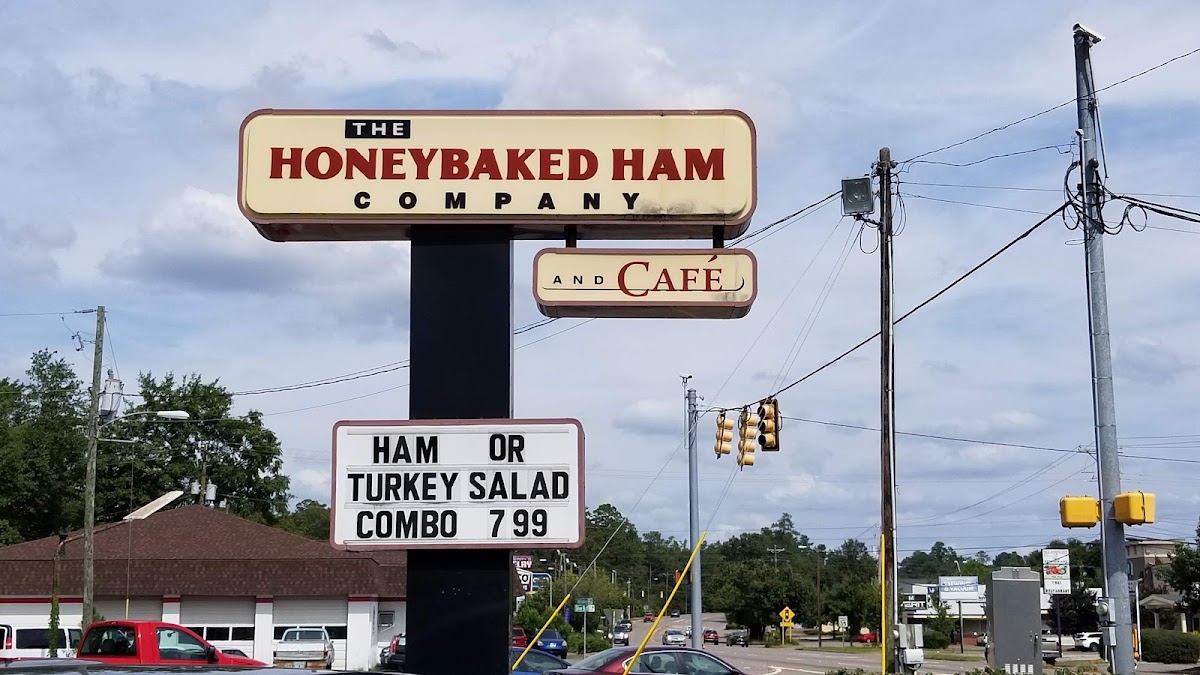 THE
HONEYBAKED HAM
COMPANY
AND CAFÉ
HAM OR
TURKEY SALAD
COMBO 7 99